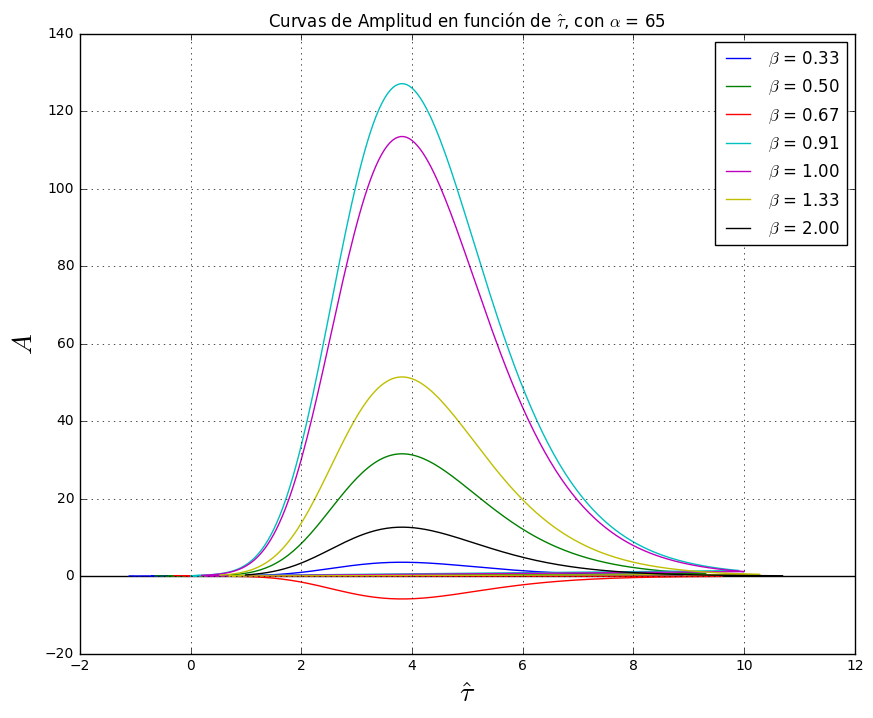 Curvas de Amplitud en función de τ̂, con α = 65
140
120
100
80
60
40
20
0
−20
A
−2
0
2
4
6
8
10
12
τ̂
β = 0.33
β = 0.50
β = 0.67
β = 0.91
β = 1.00
β = 1.33
β = 2.00